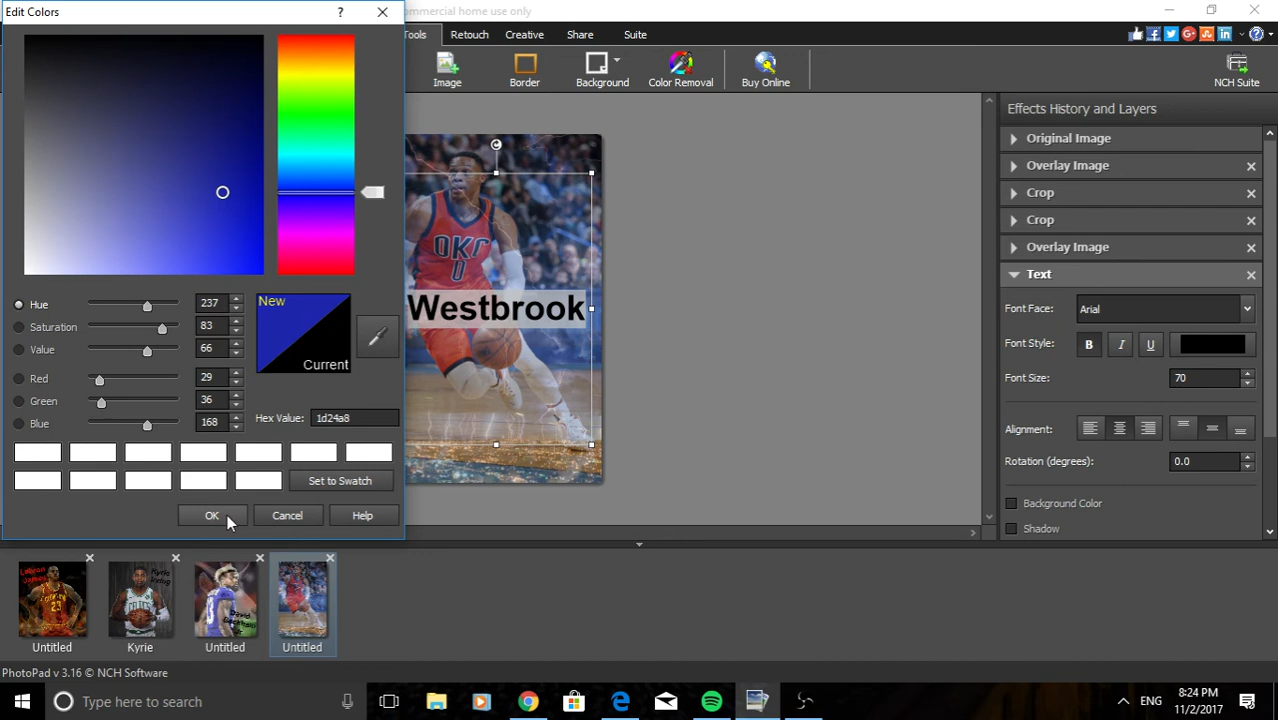 Edit Colors
?
commercial home use only
Tools
Retouch
Creative
Share
Suite
Image
Border
Background
Color Removal
Buy Online
NCH Suite
New
Current
Hue
237
Saturation
83
Value
66
Red
29
Green
36
Blue
168
Hex Value:
1d24a8
Set to Swatch
OK
Cancel
Help
OKC
0
Westbrook
Effects History and Layers
Original Image
Overlay Image
Crop
Crop
Overlay Image
Text
Font Face:
Arial
Font Style:
B
I
U
Font Size:
70
Alignment:
Rotation (degrees):
0.0
Background Color
Shadow
Lebron
James
23
Untitled
Kyrie
Irving
CELTICS
Kyrie
Untitled
Untitled
PhotoPad v 3.16 © NCH Software
Type here to search
ENG
8:24 PM
11/2/2017